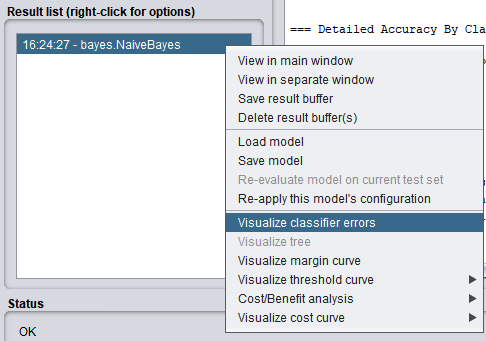 Result list (right-click for options)
=== Detailed Accuracy By Cla
16:24:27 - bayes.NaiveBayes
View in main window
View in separate window
Save result buffer
Delete result buffer(s)
Load model
Save model
Re-evaluate model on current test set
Re-apply this model's configuration
Visualize classifier errors
Visualize tree
Visualize margin curve
Visualize threshold curve
Cost/Benefit analysis
Visualize cost curve
Status
OK